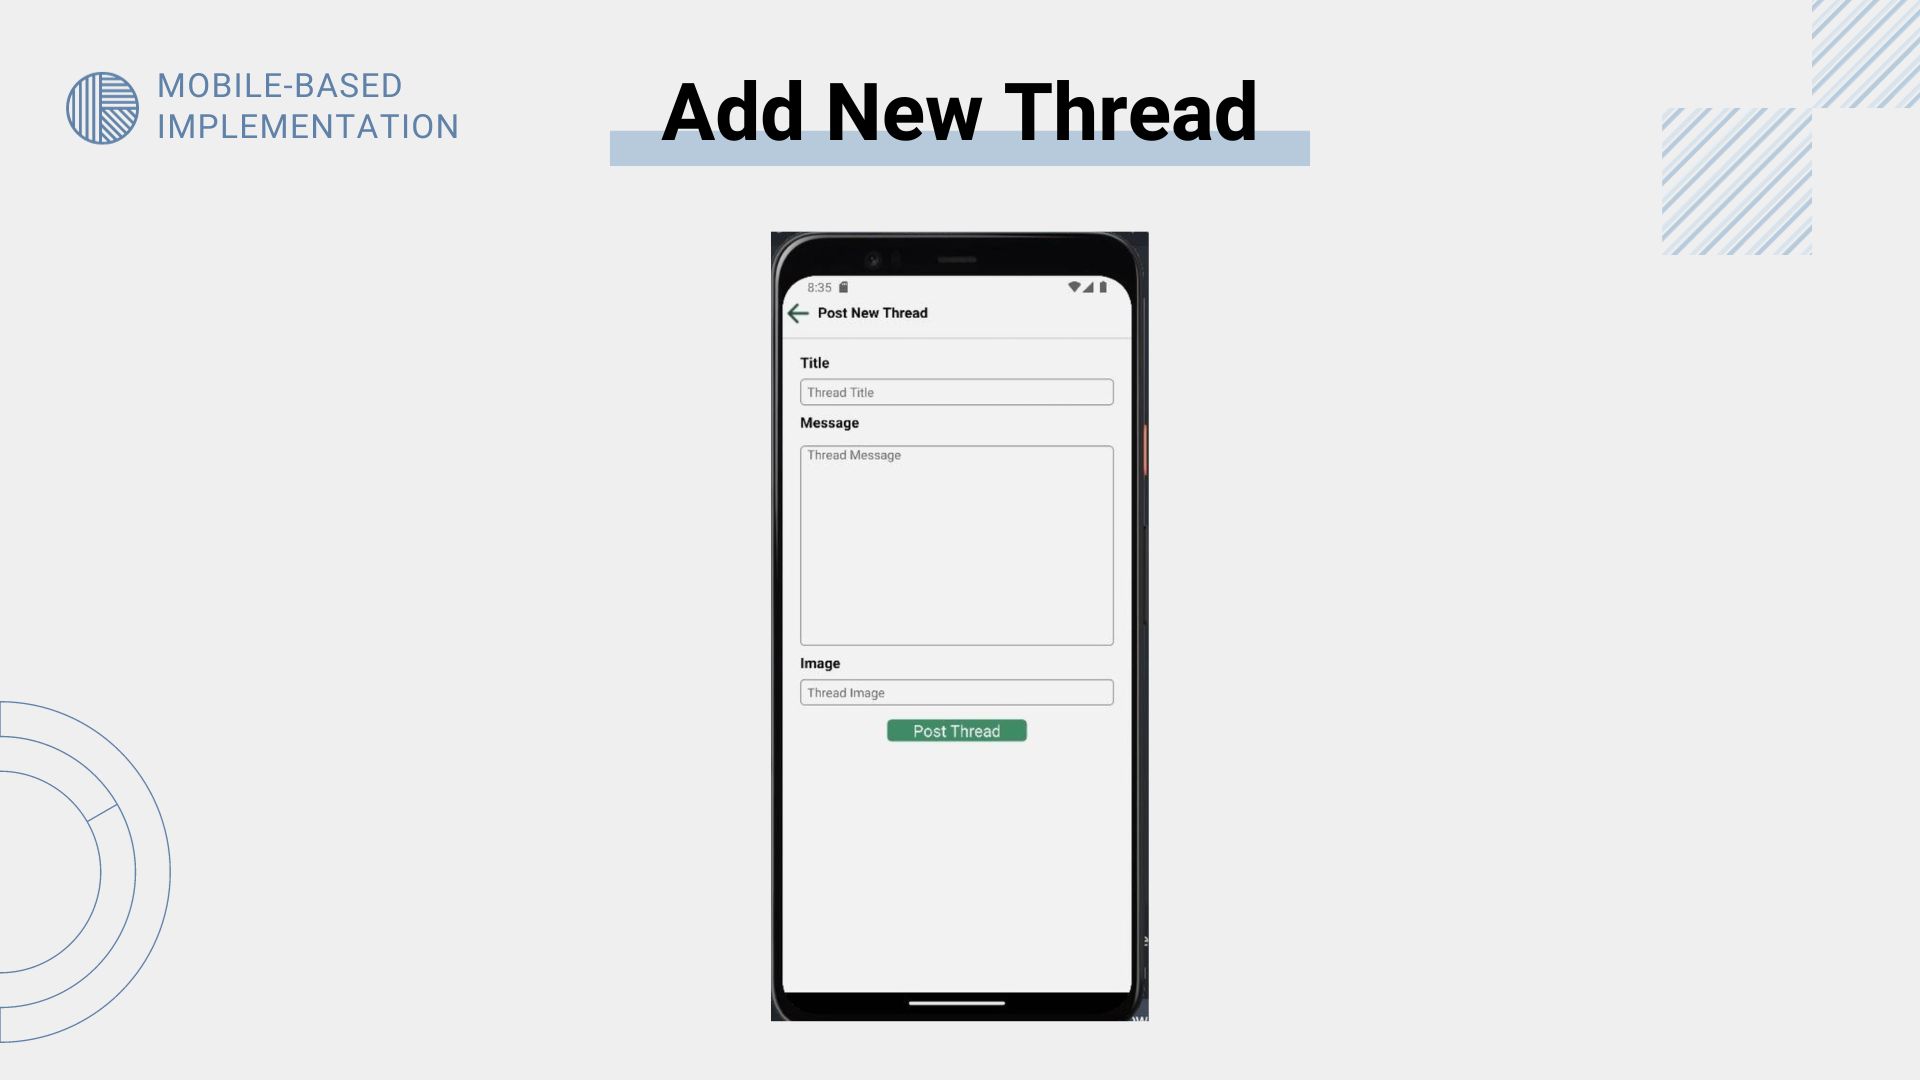 MOBILE-BASED
IMPLEMENTATION
Add New Thread
8:35
Post New Thread
Title
Thread Title
Message
Thread Message
Image
Thread Image
Post Thread